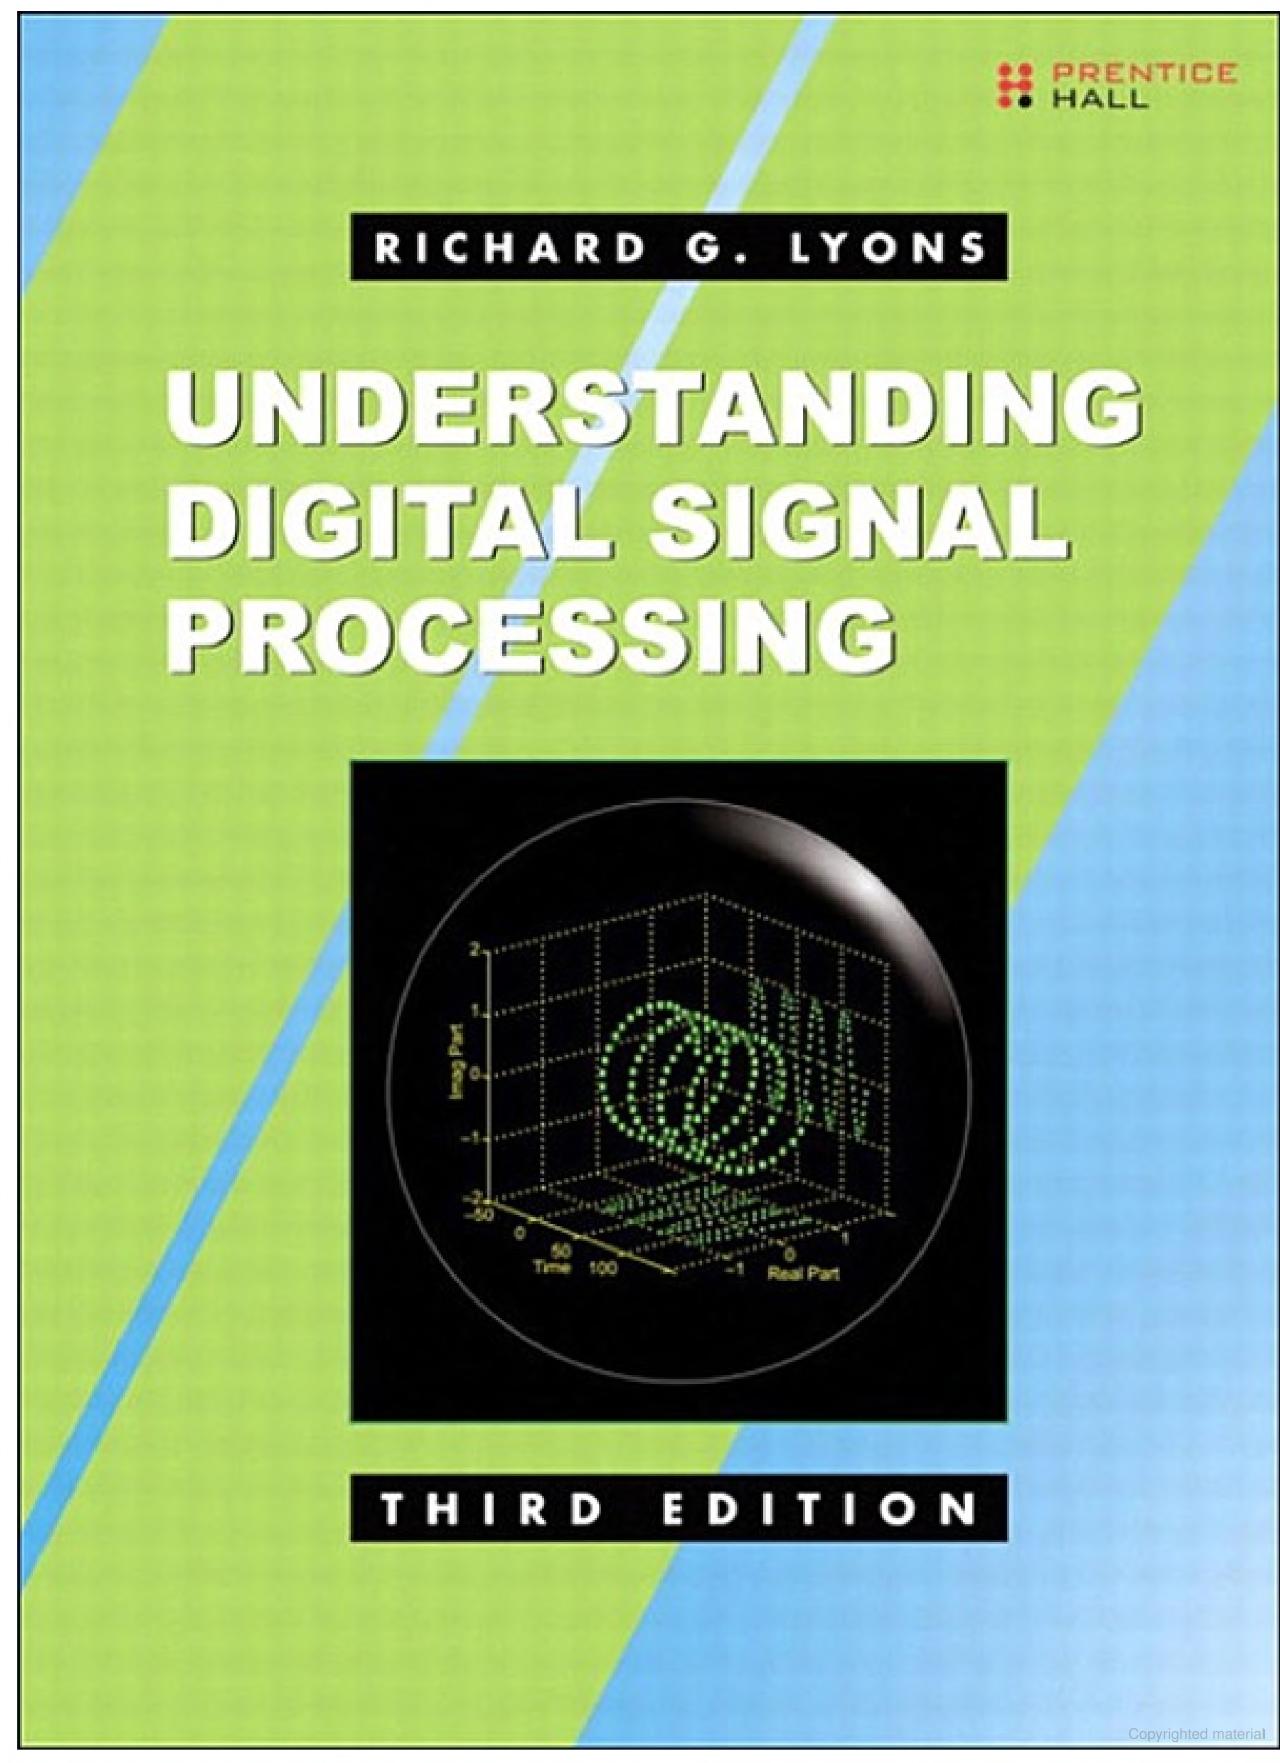 PRENTICE
HALL
RICHARD G. LYONS
UNDERSTANDING
DIGITAL SIGNAL
PROCESSING
2
1
0
-1
-2
Imag Part
-50
0
50
100
Time
-1
0
1
Real Part
THIRD EDITION
Copyrighted material